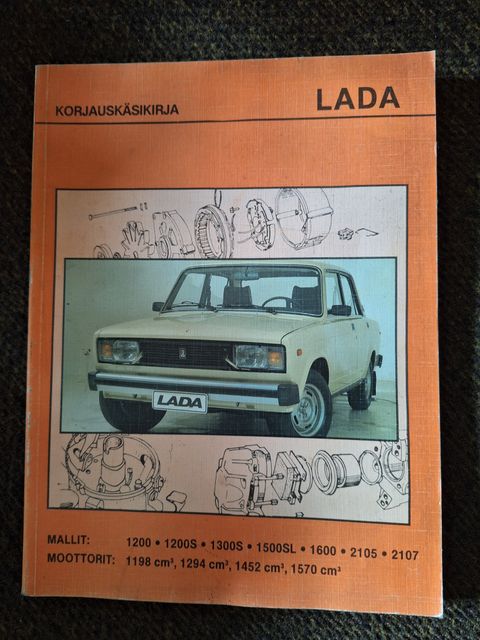 KORJAUSKÄSIKIRJA
LADA
LADA
MALLIT: 1200 • 1200S • 1300S • 1500SL • 1600 • 2105 • 2107
MOOTTORIT: 1198 cm³, 1294 cm³, 1452 cm³, 1570 cm³